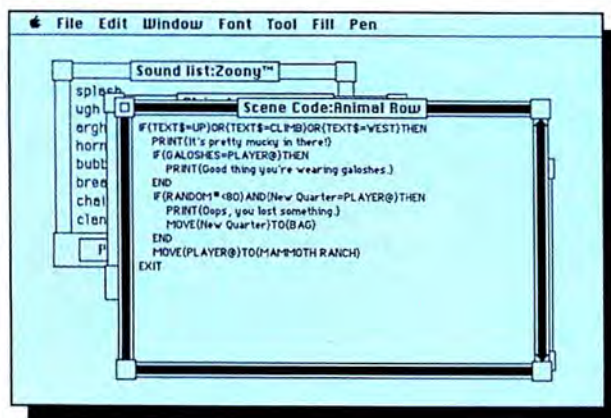 File Edit Window Font Tool Fill Pen
Sound list:Zoony™
splash
ugh
argh
horn
bubb
brea
chai
clan
P
Scene Code:Animal Row
IF{TEXT$=UP}OR{TEXT$=CLIMB}OR{TEXT$=WEST}THEN
PRINT{It's pretty mucky in there!}
IF{GALOSHES=PLAYER@}THEN
PRINT{Good thing you're wearing galoshes.}
END
IF{RANDOM#<80}AND{New Quarter=PLAYER@}THEN
PRINT{Oops, you lost something.}
MOVE{New Quarter}TO{BAG}
END
MOVE{PLAYER@}TO{MAMMOTH RANCH}
EXIT